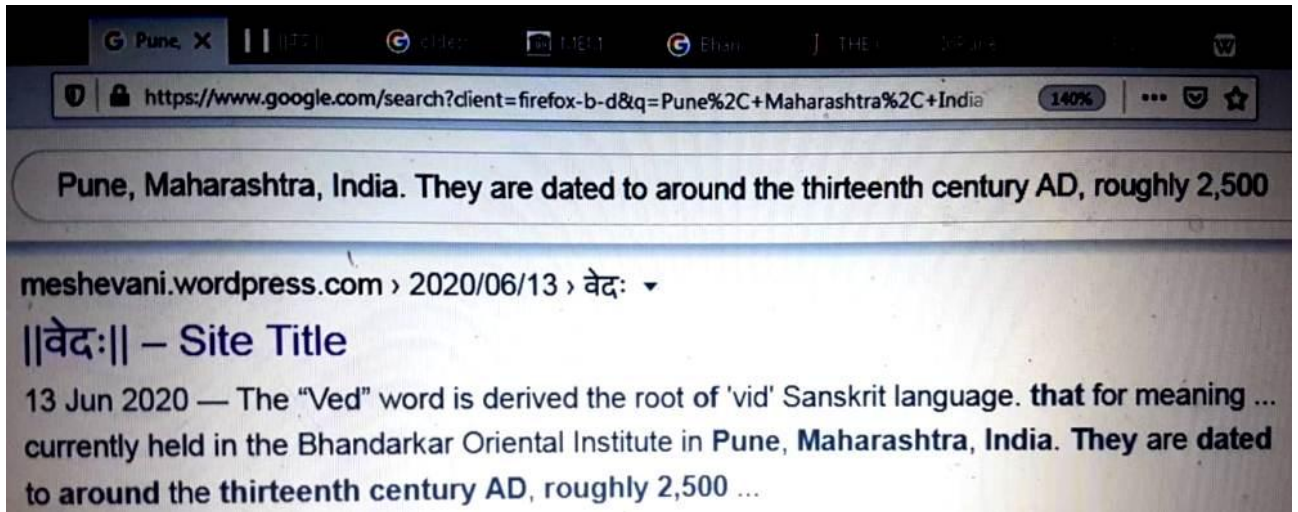 Pune,
https://www.google.com/search?client=firefox-b-d&q=Pune%2C+Maharashtra%2C+India 140%
Pune, Maharashtra, India. They are dated to around the thirteenth century AD, roughly 2,500
meshevani.wordpress.com › 2020/06/13 › वेदः
||वेदः|| – Site Title
13 Jun 2020 — The “Ved” word is derived the root of 'vid' Sanskrit language. that for meaning ...
currently held in the Bhandarkar Oriental Institute in Pune, Maharashtra, India. They are dated
to around the thirteenth century AD, roughly 2,500 ...